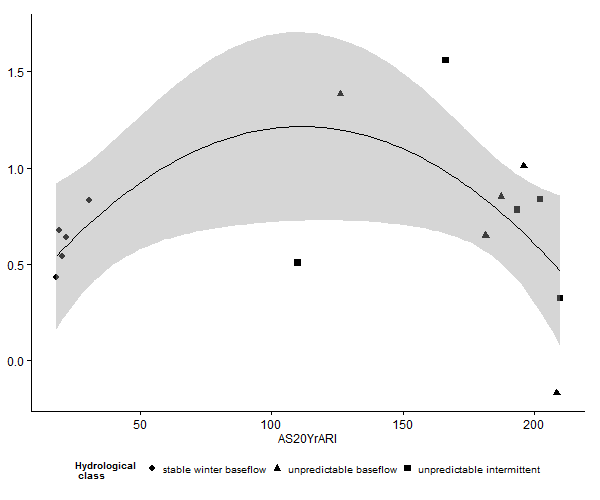 1.5
1.0
0.5
0.0
50 100 150 200
AS20YrARI
Hydrological
class
stable winter baseflow unpredictable baseflow unpredictable intermittent